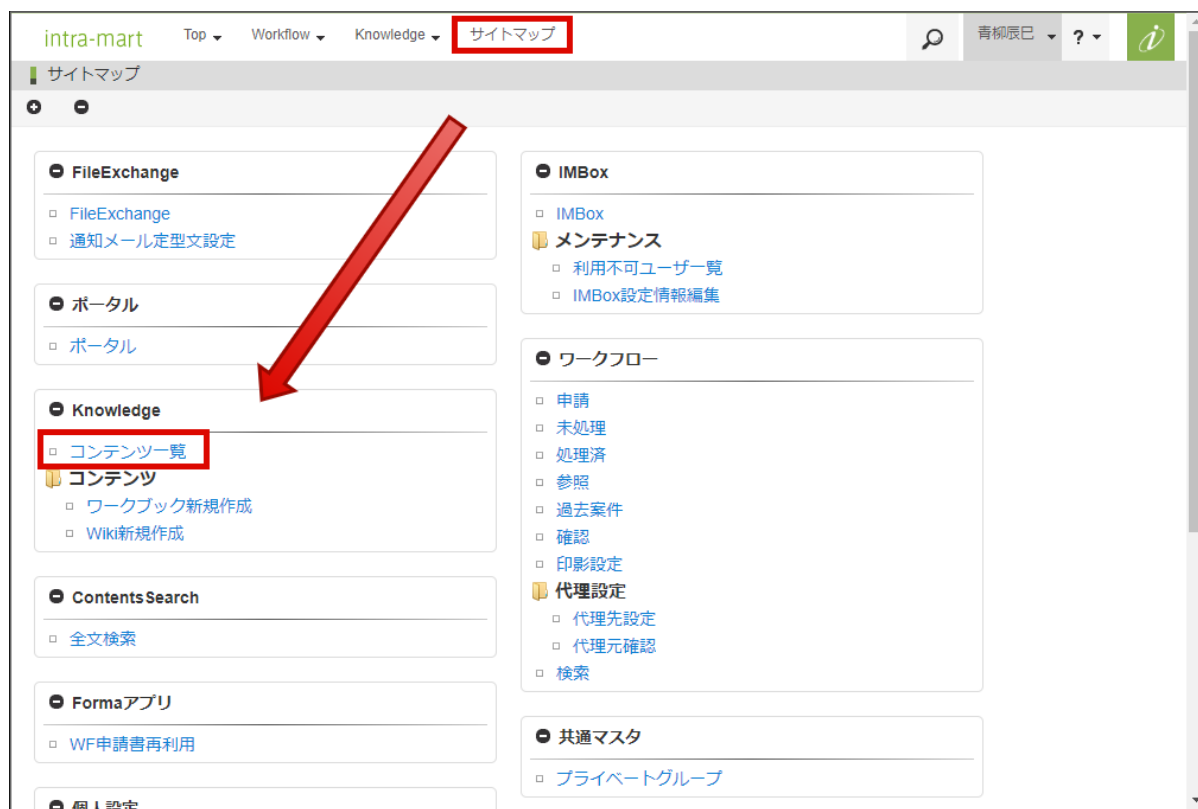 intra-mart Top Workflow Knowledge サイトマップ 青柳辰巳 ?
サイトマップ
FileExchange
FileExchange
通知メール定型文設定
ポータル
ポータル
Knowledge
コンテンツ一覧
コンテンツ
ワークブック新規作成
Wiki新規作成
ContentsSearch
全文検索
Formaアプリ
WF申請書再利用
個人設定
IMBox
IMBox
メンテナンス
利用不可ユーザ一覧
IMBox設定情報編集
ワークフロー
申請
未処理
処理済
参照
過去案件
確認
印影設定
代理設定
代理先設定
代理元確認
検索
共通マスタ
プライベートグループ